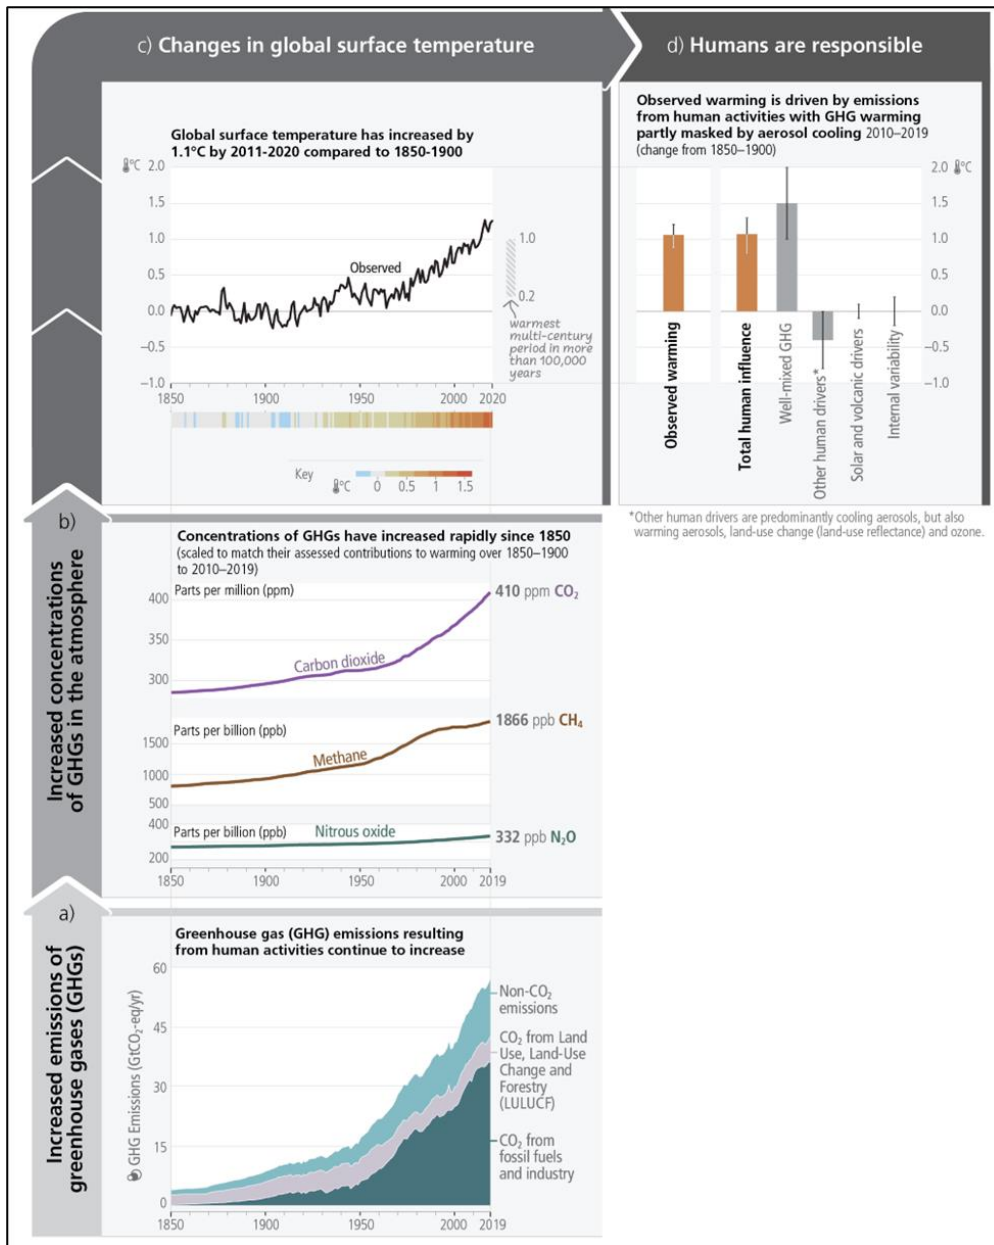 c) Changes in global surface temperature
d) Humans are responsible
Global surface temperature has increased by
1.1°C by 2011-2020 compared to 1850-1900
°C 2.0
1.5
1.0
0.5
0.0
−0.5
−1.0
Observed
1.0
0.2
warmest
multi-century
period in more
than 100,000
years
1850 1900 1950 2000 2020
Key
°C 0 0.5 1 1.5
Observed warming is driven by emissions
from human activities with GHG warming
partly masked by aerosol cooling 2010–2019
(change from 1850–1900)
2.0 °C
1.5
1.0
0.5
0.0
−0.5
−1.0
Observed warming
Total human influence
Well-mixed GHG
Other human drivers*
Solar and volcanic drivers
Internal variability
*Other human drivers are predominantly cooling aerosols, but also
warming aerosols, land-use change (land-use reflectance) and ozone.
b)
Increased concentrations
of GHGs in the atmosphere
Concentrations of GHGs have increased rapidly since 1850
(scaled to match their assessed contributions to warming over 1850–1900
to 2010–2019)
Parts per million (ppm)
400
350
300
Carbon dioxide
410 ppm CO₂
Parts per billion (ppb)
1500
1000
500
Methane
1866 ppb CH₄
400
Parts per billion (ppb)
200
Nitrous oxide
332 ppb N₂O
1850 1900 1950 2000 2019
a)
Increased emissions of
greenhouse gases (GHGs)
Greenhouse gas (GHG) emissions resulting
from human activities continue to increase
GHG Emissions (GtCO₂-eq/yr)
60
45
30
15
0
Non-CO₂
emissions
CO₂ from Land
Use, Land-Use
Change and
Forestry
(LULUCF)
CO₂ from
fossil fuels
and industry
1850 1900 1950 2000 2019